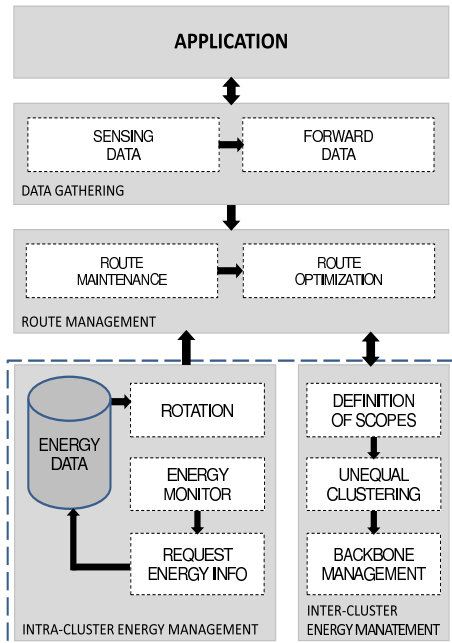 APPLICATION
SENSING
DATA
FORWARD
DATA
DATA GATHERING
ROUTE
MAINTENANCE
ROUTE
OPTIMIZATION
ROUTE MANAGEMENT
ENERGY
DATA
ROTATION
ENERGY
MONITOR
REQUEST
ENERGY INFO
INTRA-CLUSTER ENERGY MANAGEMENT
DEFINITION
OF SCOPES
UNEQUAL
CLUSTERING
BACKBONE
MANAGEMENT
INTER-CLUSTER
ENERGY MANATEMENT